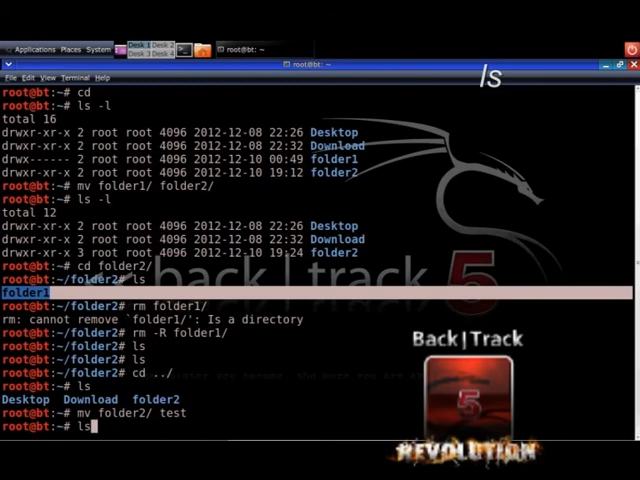 ls
Applications Places System Desk 1 Desk 2 Desk 3 Desk 4 root@bt: ~
root@bt: ~
File Edit View Terminal Help
root@bt:~# cd
root@bt:~# ls -l
total 16
drwxr-xr-x 2 root root 4096 2012-12-08 22:26 Desktop
drwxr-xr-x 2 root root 4096 2012-12-08 22:32 Download
drwx------ 2 root root 4096 2012-12-10 00:49 folder1
drwxr-xr-x 2 root root 4096 2012-12-10 19:12 folder2
root@bt:~# mv folder1/ folder2/
root@bt:~# ls -l
total 12
drwxr-xr-x 2 root root 4096 2012-12-08 22:26 Desktop
drwxr-xr-x 2 root root 4096 2012-12-08 22:32 Download
drwxr-xr-x 3 root root 4096 2012-12-10 19:24 folder2
root@bt:~# cd folder2/
root@bt:~/folder2# ls
folder1
root@bt:~/folder2# rm folder1/
rm: cannot remove `folder1/': Is a directory
root@bt:~/folder2# rm -R folder1/
root@bt:~/folder2# ls
root@bt:~/folder2# ls
root@bt:~/folder2# cd ../
root@bt:~# ls
Desktop Download folder2
root@bt:~# mv folder2/ test
root@bt:~# ls
back|track 5
Back|Track
5
REVOLUTION